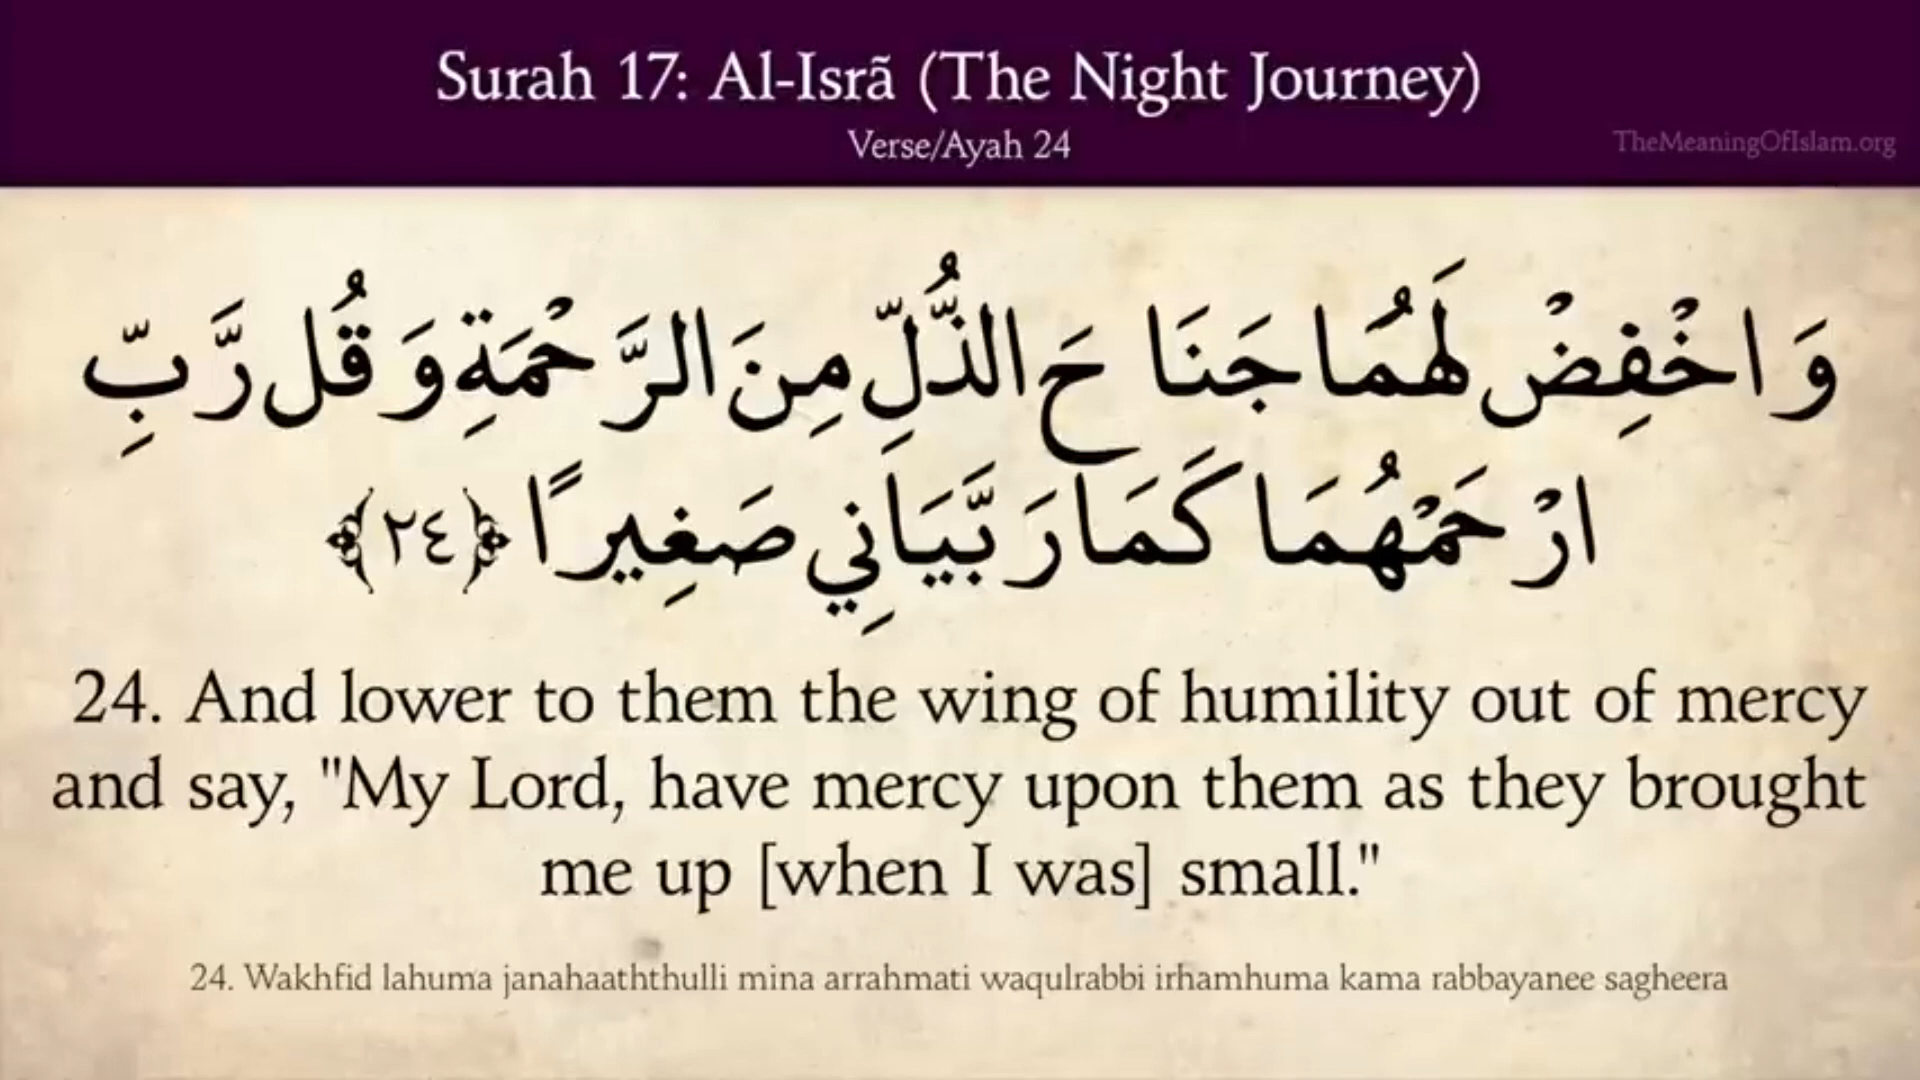 Surah 17: Al-Isrã (The Night Journey)
Verse/Ayah 24
TheMeaningOfIslam.org
وَاخْفِضْ لَهُمَا جَنَاحَ الذُّلِّ مِنَ الرَّحْمَةِ وَقُل رَّبِّ
ارْحَمْهُمَا كَمَا رَبَّيَانِي صَغِيرًا ﴿٢٤﴾
24. And lower to them the wing of humility out of mercy
and say, "My Lord, have mercy upon them as they brought
me up [when I was] small."
24. Wakhfid lahuma janahaaththulli mina arrahmati waqulrabbi irhamhuma kama rabbayanee sagheera